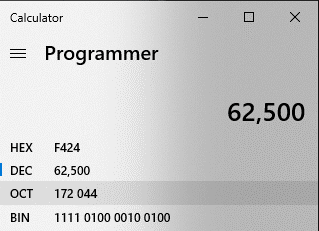 Calculator
Programmer
62,500
HEX F424
DEC 62,500
OCT 172 044
BIN 1111 0100 0010 0100